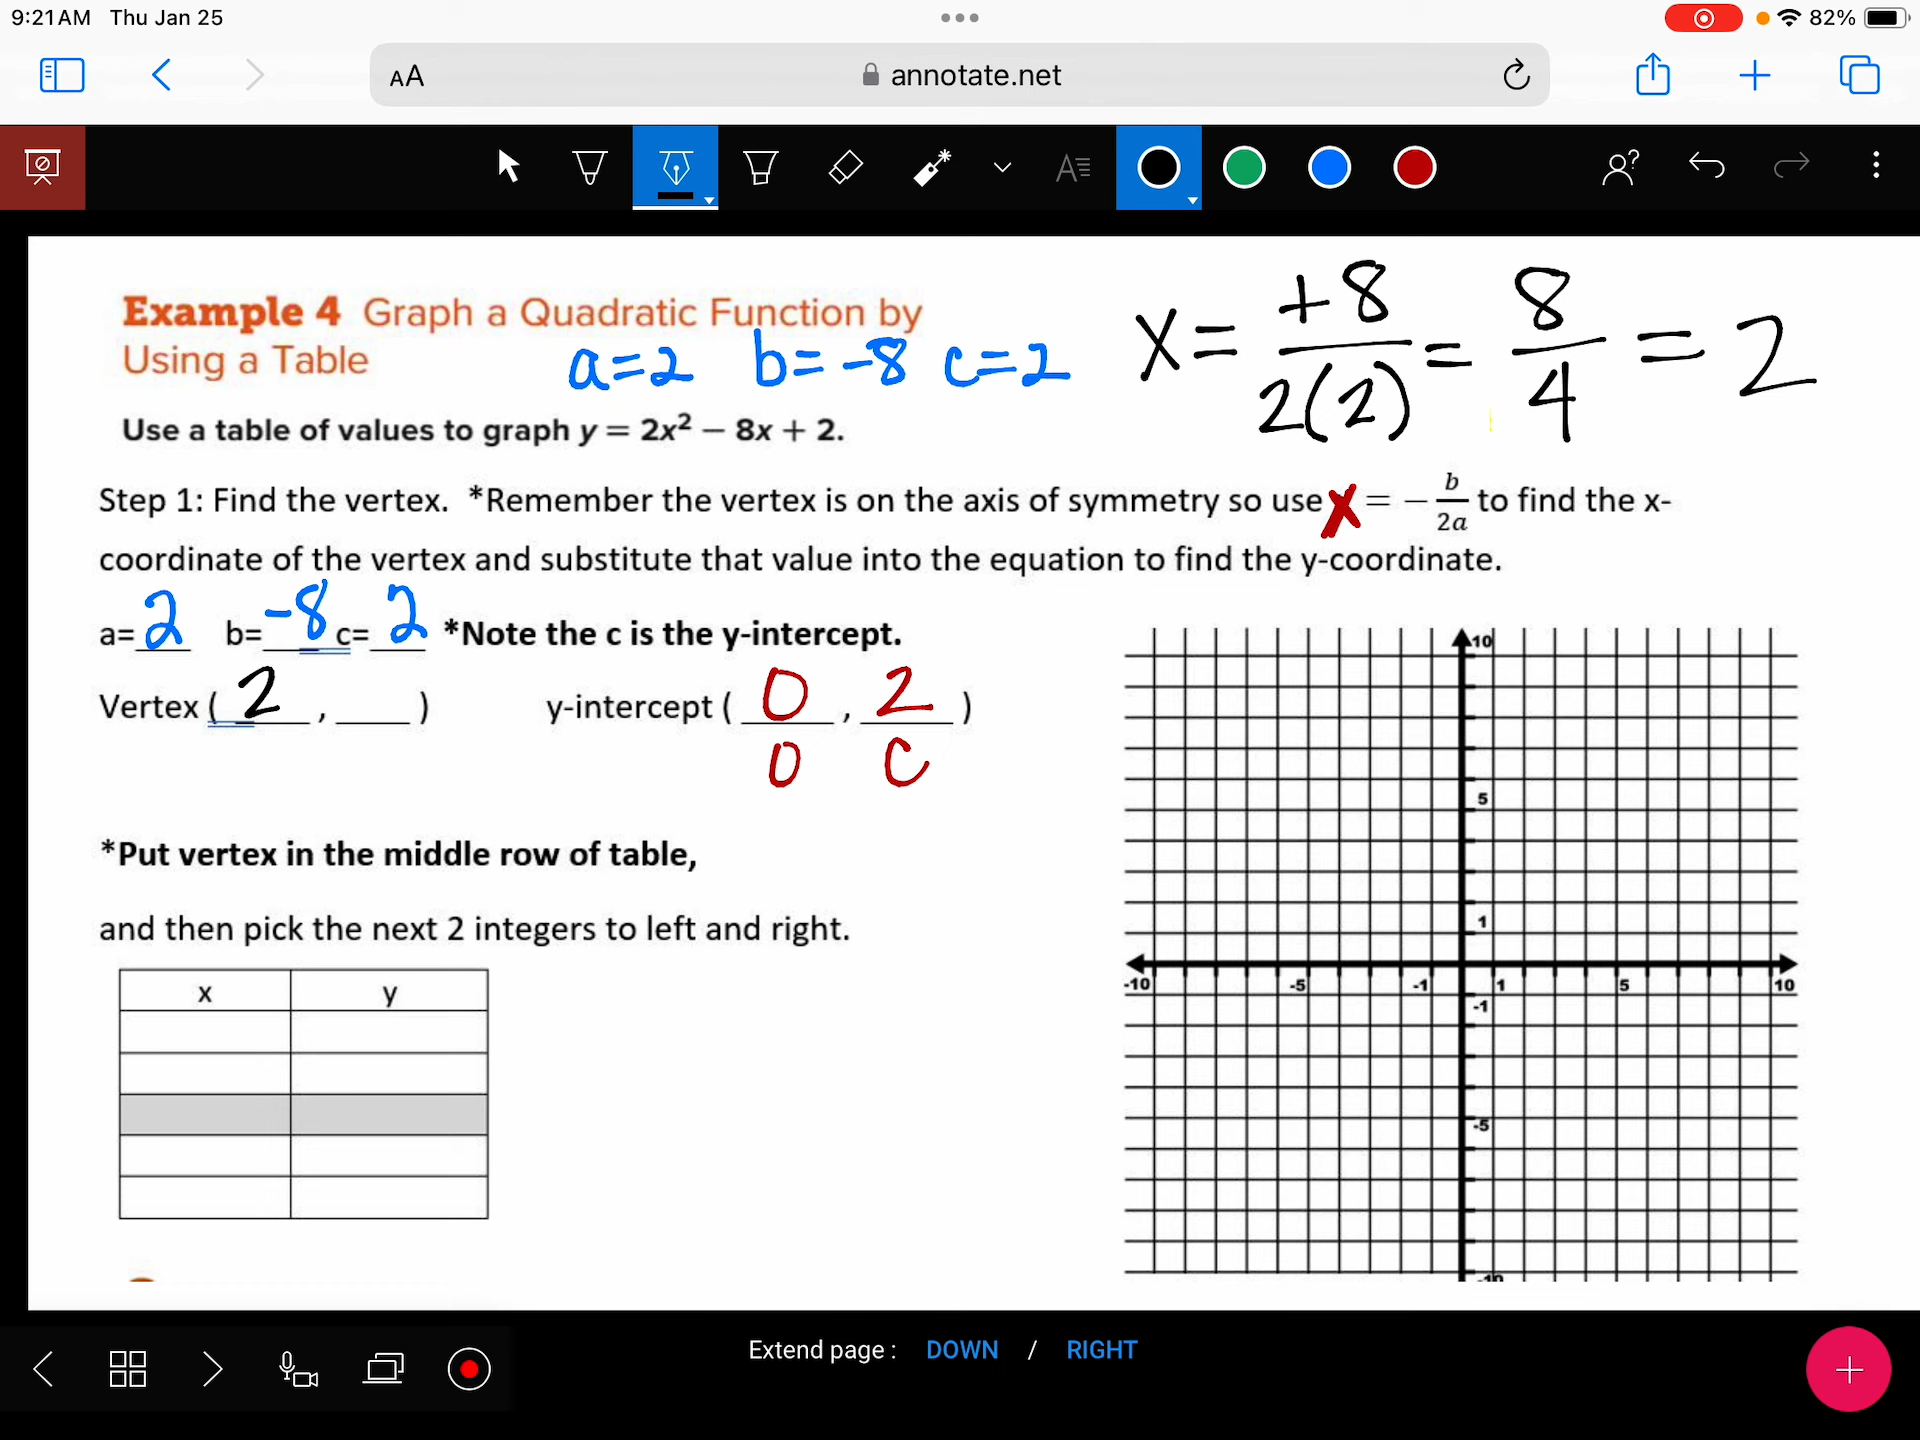 9:21 AM Thu Jan 25
82%
AA annotate.net
Example 4 Graph a Quadratic Function by
Using a Table
a=2 b= -8 c=2
x= +8/2(2) = 8/4 = 2
Use a table of values to graph y = 2x² – 8x + 2.
Step 1: Find the vertex. *Remember the vertex is on the axis of symmetry so use x = − b/2a to find the x-
coordinate of the vertex and substitute that value into the equation to find the y-coordinate.
a= 2 b= -8 c= 2 *Note the c is the y-intercept.
Vertex ( 2 , ____ ) y-intercept ( 0 , 2 )
0 c
*Put vertex in the middle row of table,
and then pick the next 2 integers to left and right.
x y
10
5
1
-10 -5 -1 1 5 10
-1
-5
-10
Extend page : DOWN / RIGHT